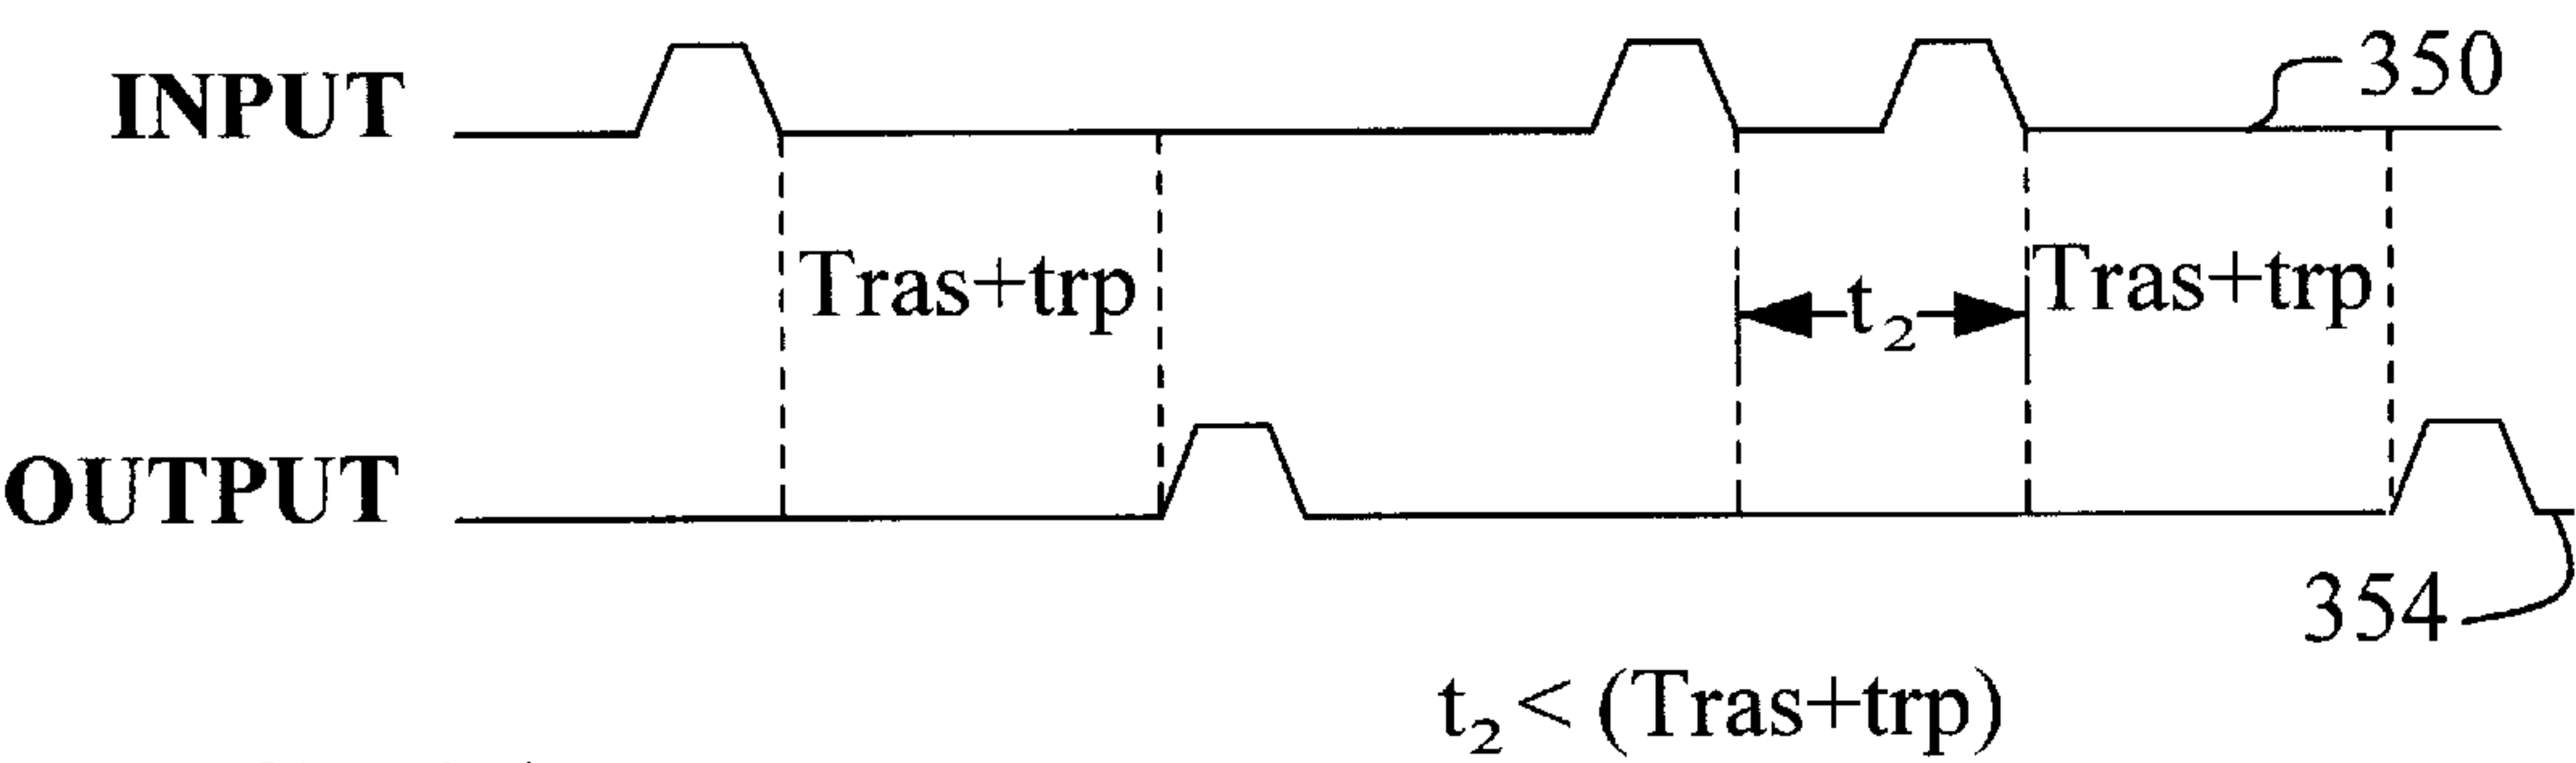 INPUT
350
Tras+trp
t₂
Tras+trp
OUTPUT
354
t₂ < (Tras+trp)